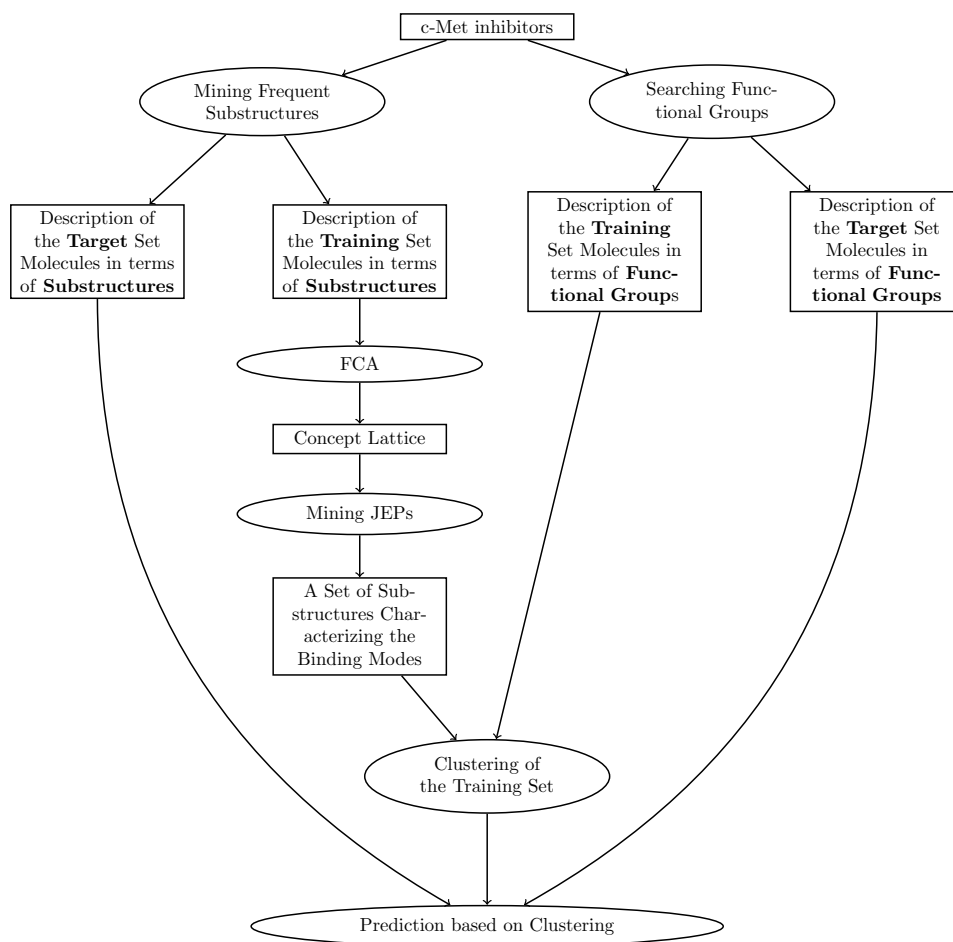 c-Met inhibitors
Mining Frequent
Substructures
Searching Func-
tional Groups
Description of
the Target Set
Molecules in terms
of Substructures
Description of
the Training Set
Molecules in terms
of Substructures
Description of
the Training
Set Molecules in
terms of Func-
tional Groups
Description of
the Target Set
Molecules in
terms of Func-
tional Groups
FCA
Concept Lattice
Mining JEPs
A Set of Sub-
structures Char-
acterizing the
Binding Modes
Clustering of
the Training Set
Prediction based on Clustering